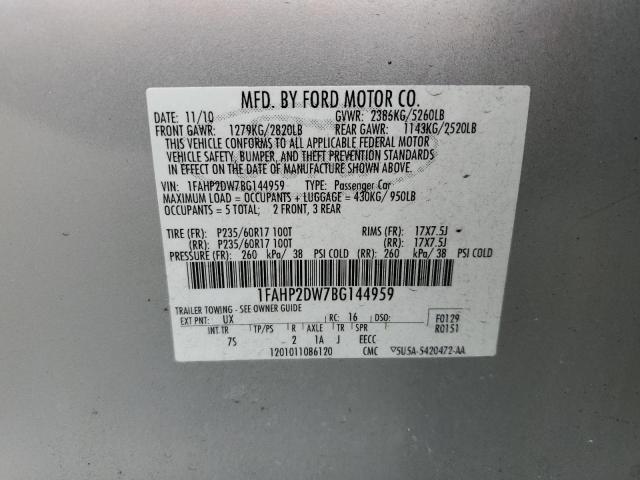 MFD. BY FORD MOTOR CO.
DATE: 11/10 GVWR: 2386KG/5260LB
FRONT GAWR: 1279KG/2820LB REAR GAWR: 1143KG/2520LB
THIS VEHICLE CONFORMS TO ALL APPLICABLE FEDERAL MOTOR
VEHICLE SAFETY, BUMPER, AND THEFT PREVENTION STANDARDS
IN EFFECT ON THE DATE OF MANUFACTURE SHOWN ABOVE.
VIN: 1FAHP2DW7BG144959 TYPE: Passenger Car
MAXIMUM LOAD = OCCUPANTS + LUGGAGE = 430KG/ 950LB
OCCUPANTS = 5 TOTAL; 2 FRONT, 3 REAR
TIRE (FR): P235/60R17 100T RIMS (FR): 17X7.5J
(RR): P235/60R17 100T (RR): 17X7.5J
PRESSURE (FR): 260 kPa/ 38 PSI COLD (RR): 260 kPa/ 38 PSI COLD
1FAHP2DW7BG144959
TRAILER TOWING - SEE OWNER GUIDE
EXT PNT: UX RC: 16 DSO: F0129
INT TR TP/PS R AXLE TR SPR R0151
7S 2 1A J EECC
1201011086120 CMC 5U5A-5420472-AA